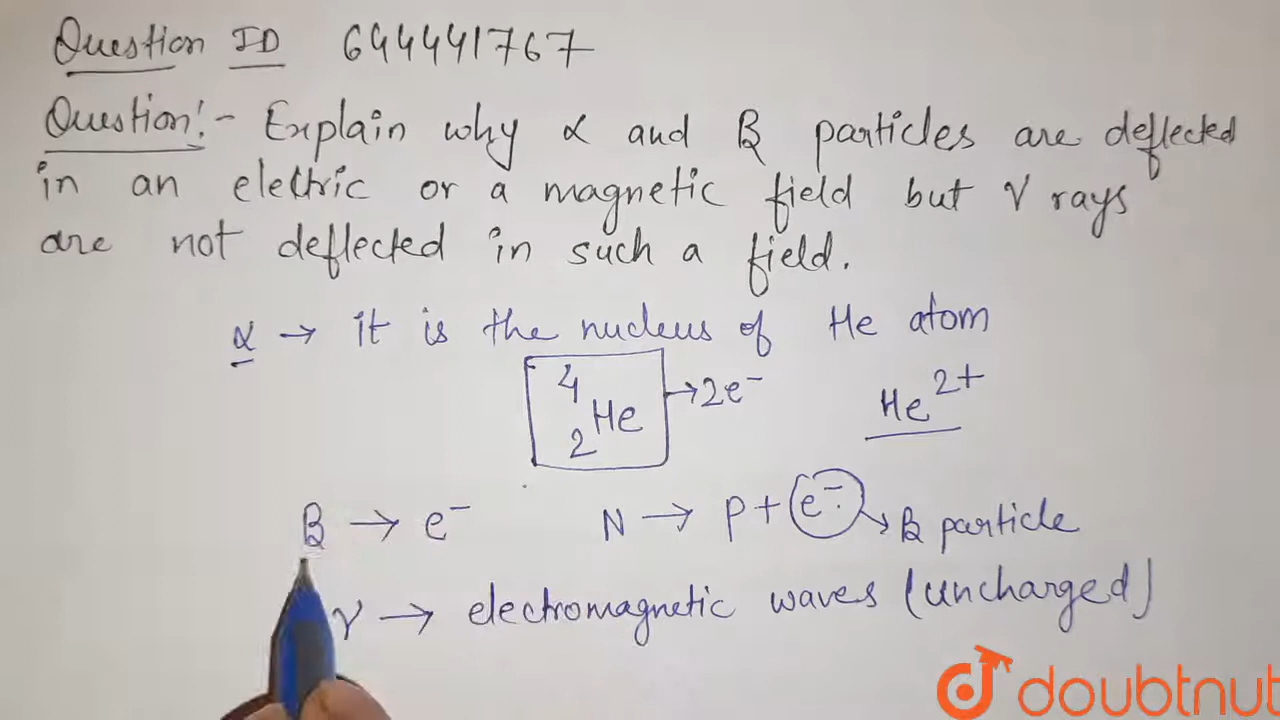 Question ID 644441767
Question:- Explain why α and β particles are deflected
in an electric or a magnetic field but γ rays
are not deflected in such a field.
α → it is the nucleus of He atom
4
2 He → 2e⁻ He²⁺
β → e⁻ N → p + e⁻ → β particle
γ → electromagnetic waves (uncharged)
doubtnut